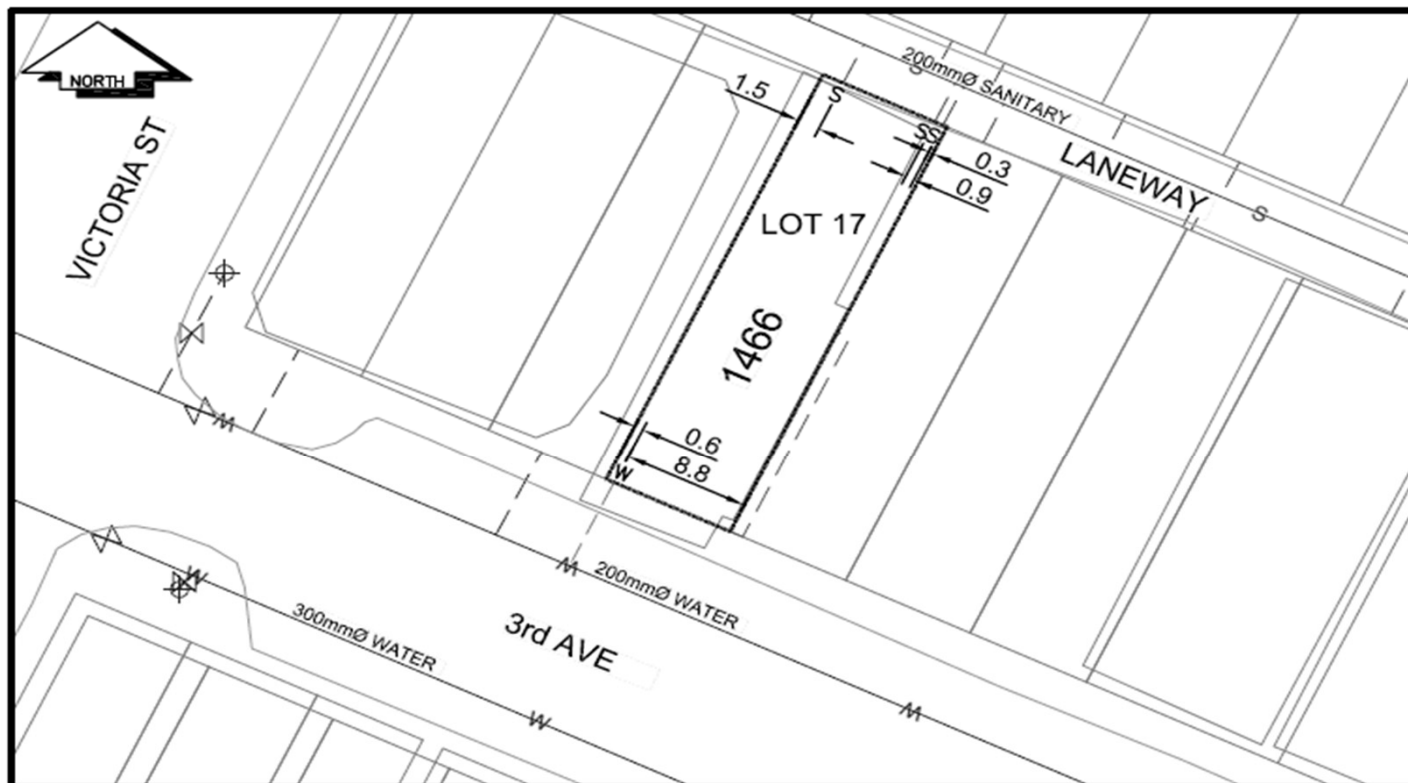 NORTH
VICTORIA ST
200mmØ SANITARY
S
S
LANEWAY
1.5
S
SS
0.3
0.9
LOT 17
1466
0.6
8.8
W
W
W
200mmØ WATER
W
3rd AVE
W
300mmØ WATER
W